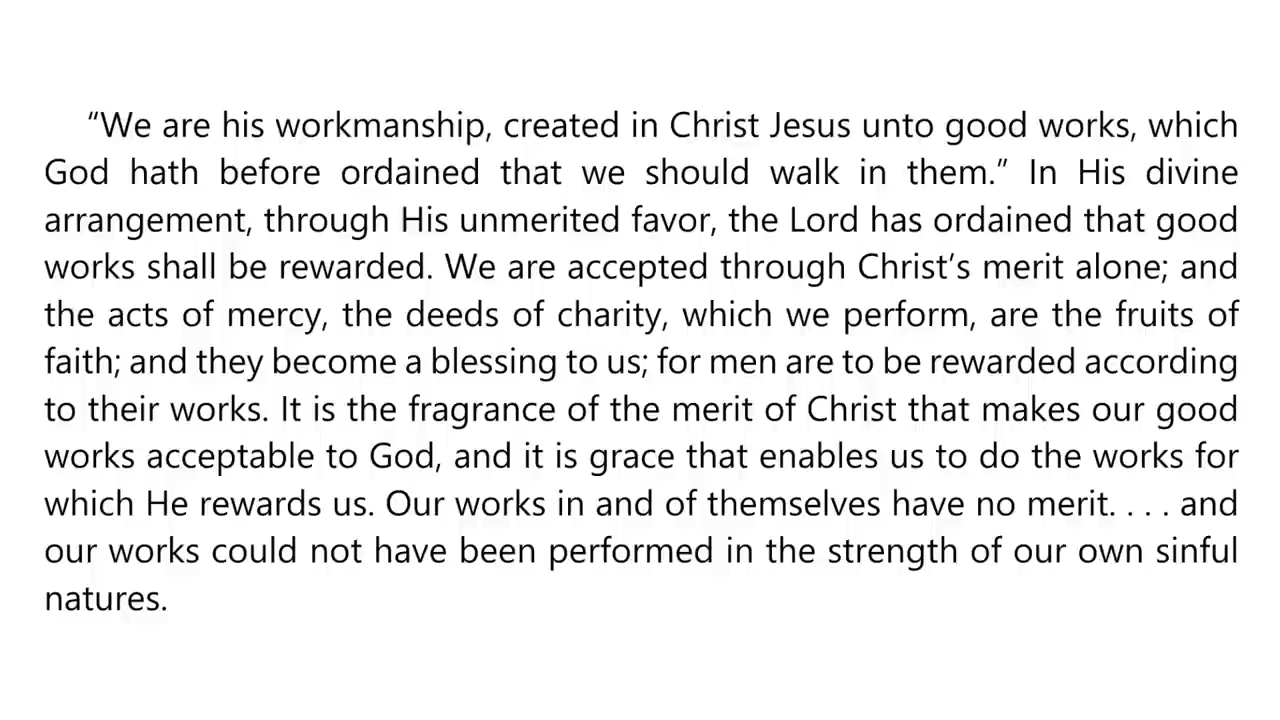 “We are his workmanship, created in Christ Jesus unto good works, which
God hath before ordained that we should walk in them.” In His divine
arrangement, through His unmerited favor, the Lord has ordained that good
works shall be rewarded. We are accepted through Christ’s merit alone; and
the acts of mercy, the deeds of charity, which we perform, are the fruits of
faith; and they become a blessing to us; for men are to be rewarded according
to their works. It is the fragrance of the merit of Christ that makes our good
works acceptable to God, and it is grace that enables us to do the works for
which He rewards us. Our works in and of themselves have no merit. . . . and
our works could not have been performed in the strength of our own sinful
natures.